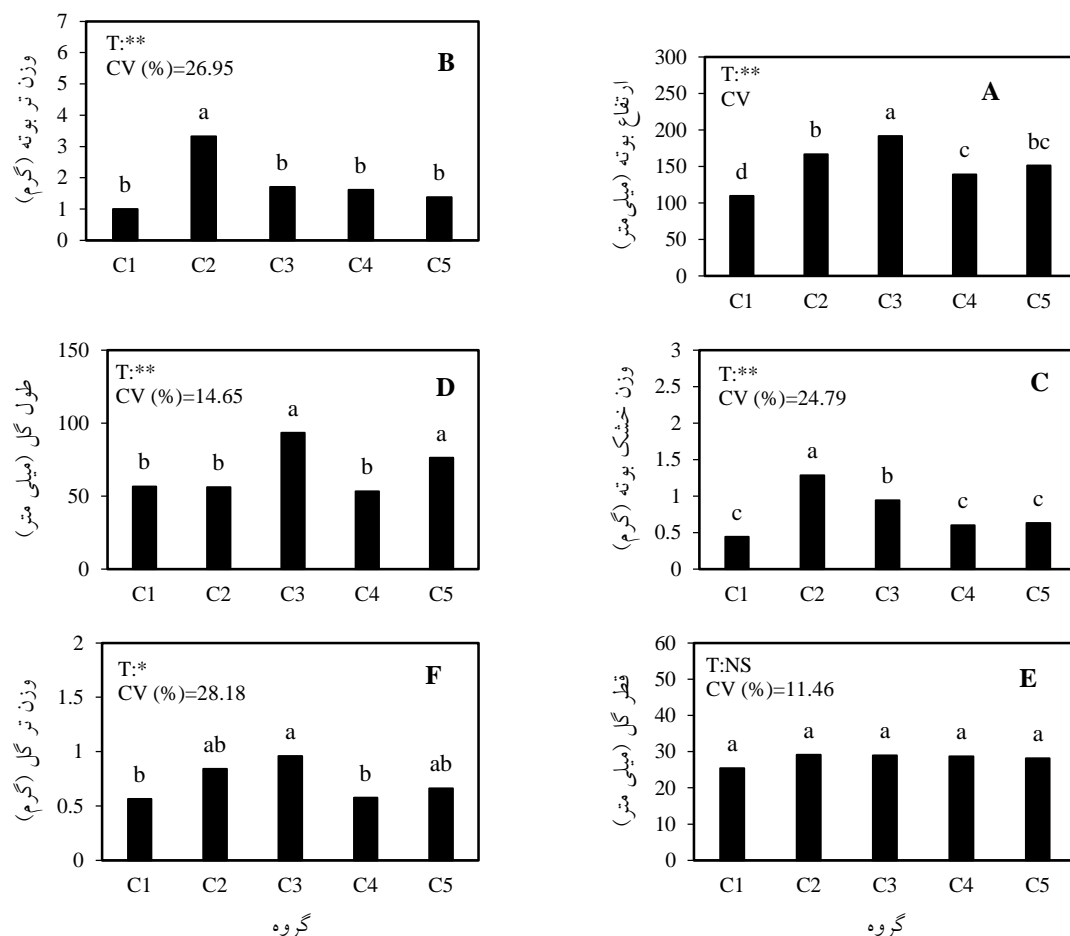 ارتفاع بوته (میلی‌متر)
300
250
200
150
100
50
0
T:**
CV
A
d
b
a
c
bc
C1 C2 C3 C4 C5
وزن تر بوته (گرم)
7
6
5
4
3
2
1
0
T:**
CV (%)=26.95
B
b
a
b
b
b
C1 C2 C3 C4 C5
وزن خشک بوته (گرم)
3
2.5
2
1.5
1
0.5
0
T:**
CV (%)=24.79
C
c
a
b
c
c
C1 C2 C3 C4 C5
طول گل (میلی متر)
150
100
50
0
T:**
CV (%)=14.65
D
b
b
a
b
a
C1 C2 C3 C4 C5
قطر گل (میلی متر)
60
50
40
30
20
10
0
T:NS
CV (%)=11.46
E
a
a
a
a
a
C1 C2 C3 C4 C5
گروه
وزن تر گل (گرم)
2
1.5
1
0.5
0
T:*
CV (%)=28.18
F
b
ab
a
b
ab
C1 C2 C3 C4 C5
گروه